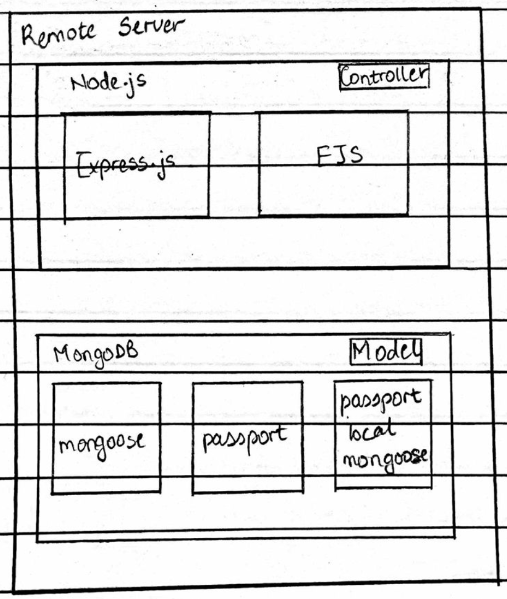 Remote Server
Node.js
Controller
Express.js
EJS
MongoDB
Model
mongoose
passport
passport
local
mongoose